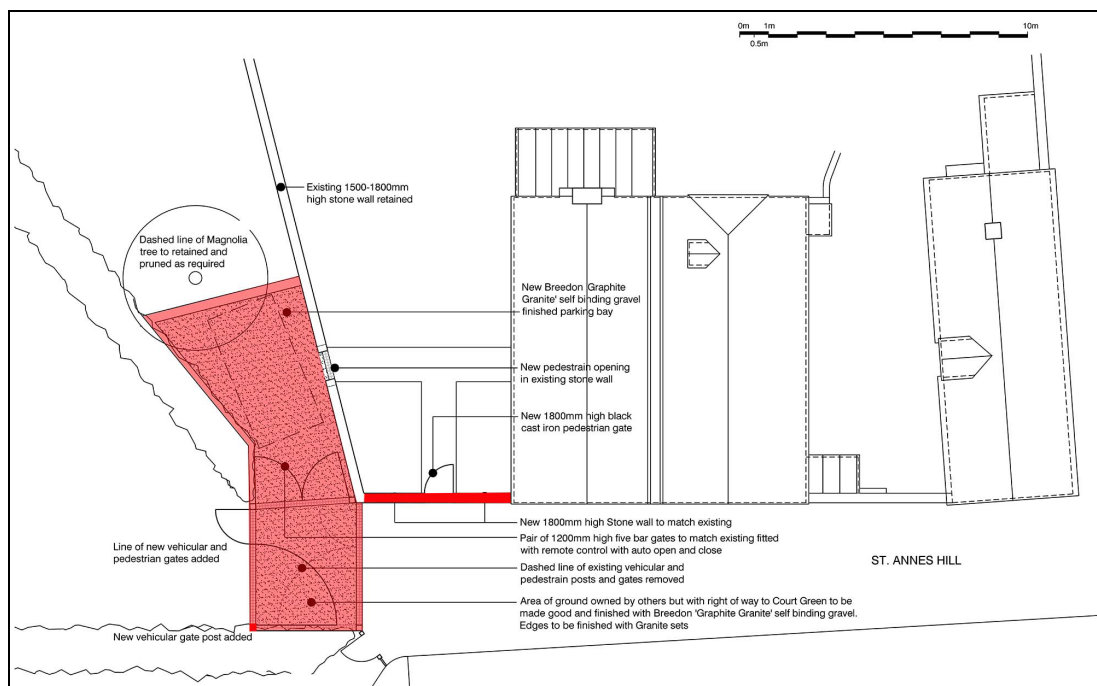 0m 1m 10m
0.5m
Existing 1500-1800mm
high stone wall retained
Dashed line of Magnolia
tree to retained and
pruned as required
New Breedon 'Graphite
Granite' self binding gravel
finished parking bay
New pedestrain opening
in existing stone wall
New 1800mm high black
cast iron pedestrian gate
New 1800mm high Stone wall to match existing
Pair of 1200mm high five bar gates to match existing fitted
with remote control with auto open and close
Line of new vehicular and
pedestrian gates added
Dashed line of existing vehicular and
pedestrain posts and gates removed
ST. ANNES HILL
Area of ground owned by others but with right of way to Court Green to be
made good and finished with Breedon 'Graphite Granite' self binding gravel.
Edges to be finished with Granite sets
New vehicular gate post added